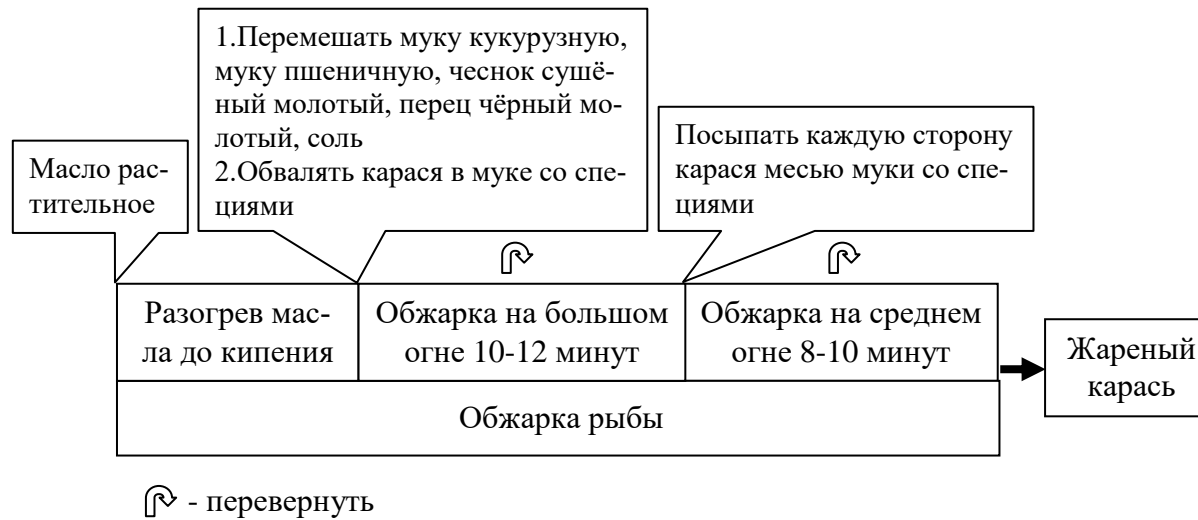 1.Перемешать муку кукурузную,
муку пшеничную, чеснок сушё-
ный молотый, перец чёрный мо-
лотый, соль
2.Обвалять карася в муке со спе-
циями
Масло рас-
тительное
Посыпать каждую сторону
карася месью муки со спе-
циями
Разогрев мас-
ла до кипения
Обжарка на большом
огне 10-12 минут
Обжарка на среднем
огне 8-10 минут
Жареный
карась
Обжарка рыбы
- перевернуть